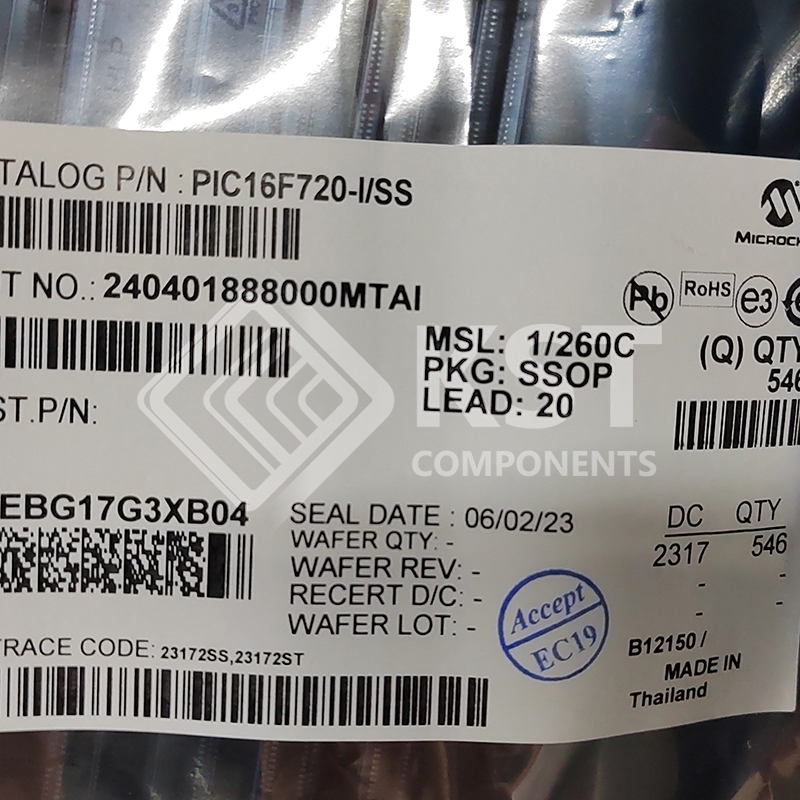 TALOG P/N : PIC16F720-I/SS
MICROCH
T NO.: 240401888000MTAI
Pb
RoHS
e3
MSL: 1/260C
PKG: SSOP
LEAD: 20
(Q) QTY
546
ST.P/N:
KST
COMPONENTS
EBG17G3XB04
SEAL DATE : 06/02/23
WAFER QTY: -
WAFER REV: -
RECERT D/C: -
WAFER LOT: -
DC QTY
2317 546
- -
- -
Accept
EC19
B12150 /
MADE IN
Thailand
TRACE CODE: 23172SS,23172ST